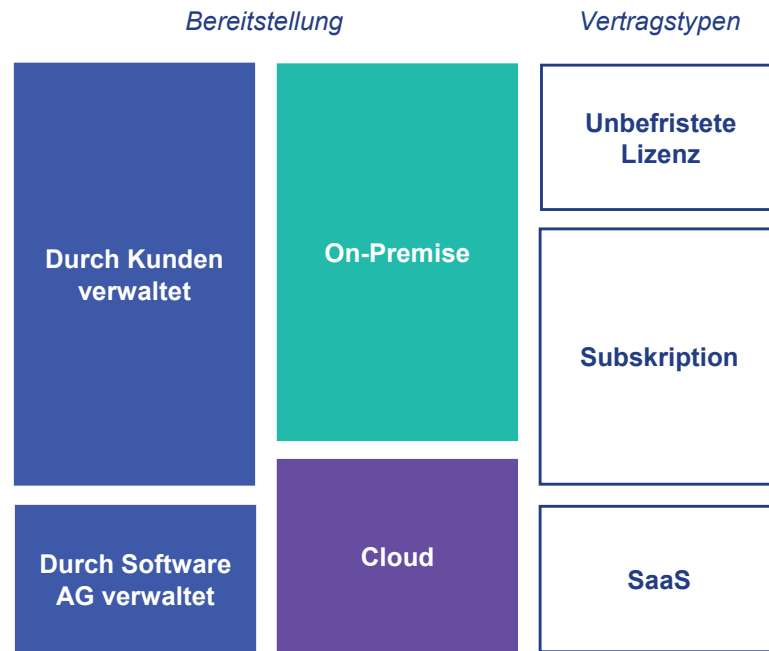 Bereitstellung
Vertragstypen
Durch Kunden
verwaltet
On-Premise
Unbefristete
Lizenz
Subskription
Durch Software
AG verwaltet
Cloud
SaaS